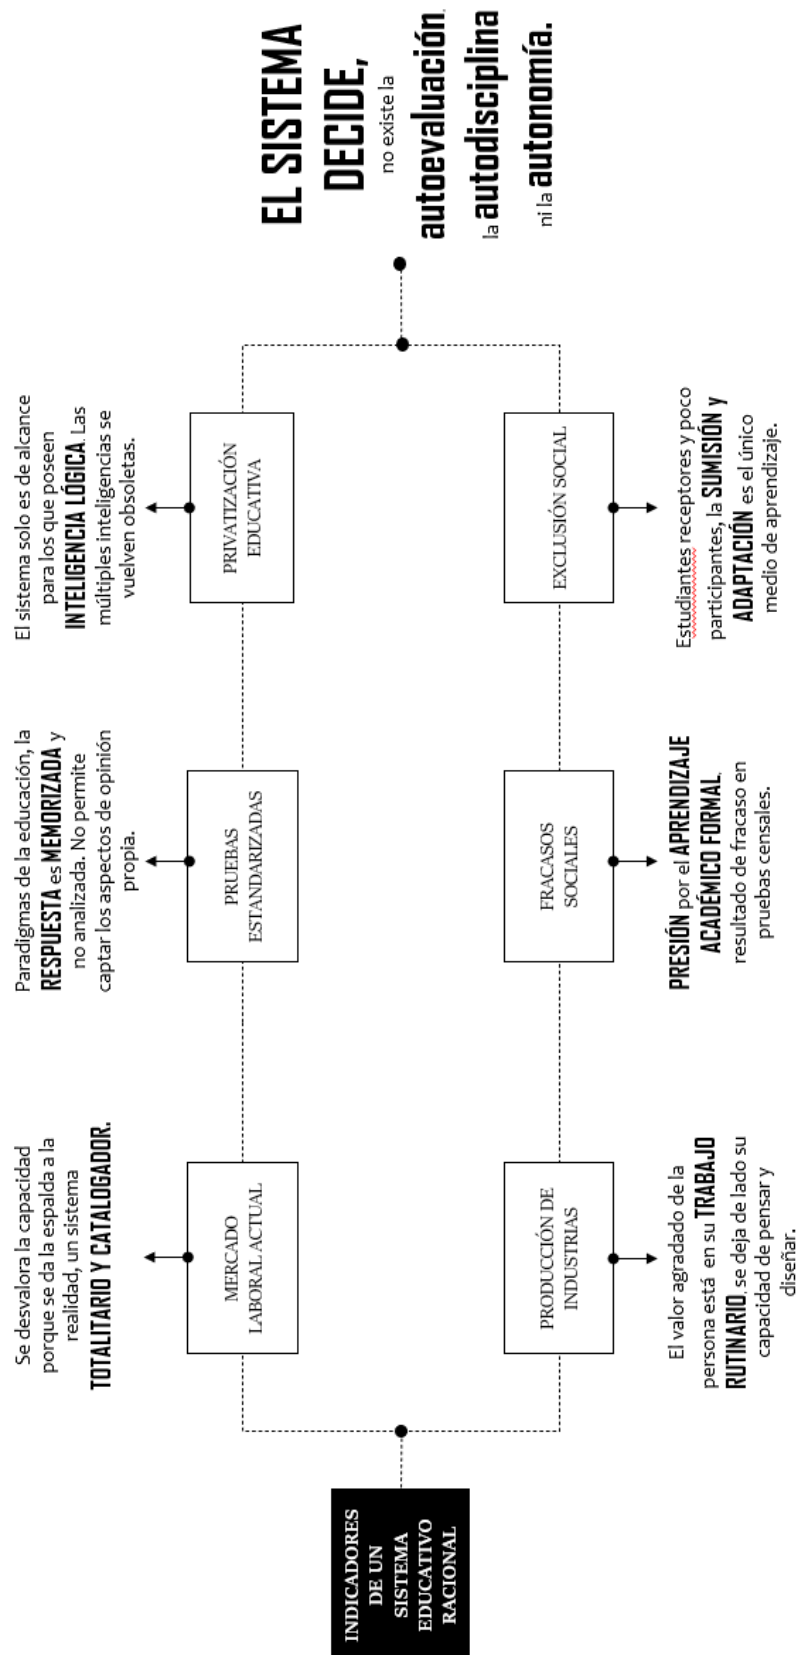 INDICADORES
DE UN
SISTEMA
EDUCATIVO
RACIONAL
Se desvalora la capacidad
porque se da la espalda a la
realidad, un sistema
TOTALITARIO Y CATALOGADOR.
MERCADO
LABORAL ACTUAL
Paradigmas de la educación, la
RESPUESTA es MEMORIZADA y
no analizada. No permite
captar los aspectos de opinión
propia.
PRUEBAS
ESTANDARIZADAS
El sistema solo es de alcance
para los que poseen
INTELIGENCIA LÓGICA. Las
múltiples inteligencias se
vuelven obsoletas.
PRIVATIZACIÓN
EDUCATIVA
PRODUCCIÓN DE
INDUSTRIAS
El valor agradado de la
persona está en su TRABAJO
RUTINARIO, se deja de lado su
capacidad de pensar y
diseñar.
FRACASOS
SOCIALES
PRESIÓN por el APRENDIZAJE
ACADÉMICO FORMAL,
resultado de fracaso en
pruebas censales.
EXCLUSIÓN SOCIAL
Estudiantes receptores y poco
participantes, la SUMISIÓN y
ADAPTACIÓN es el único
medio de aprendizaje.
EL SISTEMA
DECIDE,
no existe la
autoevaluación,
la autodisciplina
ni la autonomía.